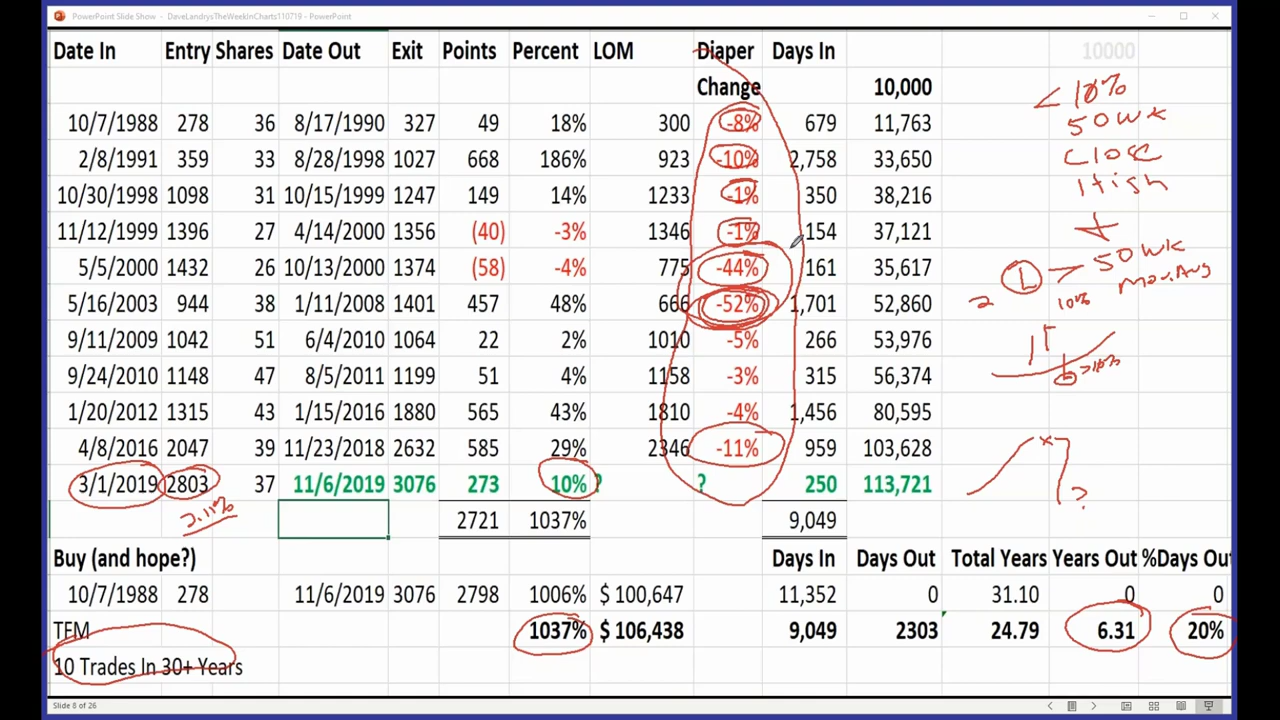 PowerPoint Slide Show - DaveLandrysTheWeekInCharts110719 - PowerPoint
Date In Entry Shares Date Out Exit Points Percent LOM Diaper Days In 10000
Change 10,000
10/7/1988 278 36 8/17/1990 327 49 18% 300 -8% 679 11,763
2/8/1991 359 33 8/28/1998 1027 668 186% 923 -10% 2,758 33,650
10/30/1998 1098 31 10/15/1999 1247 149 14% 1233 -1% 350 38,216
11/12/1999 1396 27 4/14/2000 1356 (40) -3% 1346 -1% 154 37,121
5/5/2000 1432 26 10/13/2000 1374 (58) -4% 775 -44% 161 35,617
5/16/2003 944 38 1/11/2008 1401 457 48% 666 -52% 1,701 52,860
9/11/2009 1042 51 6/4/2010 1064 22 2% 1010 -5% 266 53,976
9/24/2010 1148 47 8/5/2011 1199 51 4% 1158 -3% 315 56,374
1/20/2012 1315 43 1/15/2016 1880 565 43% 1810 -4% 1,456 80,595
4/8/2016 2047 39 11/23/2018 2632 585 29% 2346 -11% 959 103,628
3/1/2019 2803 37 11/6/2019 3076 273 10% ? ? 250 113,721
2721 1037% 9,049
2.11%
< 10%
50 WK
Close
High
+
2 L > 50 WK
10% Mov. Avg
>10%
x
?
Buy (and hope?) Days In Days Out Total Years Years Out %Days Out
10/7/1988 278 11/6/2019 3076 2798 1006% $ 100,647 11,352 0 31.10 0 0
TFM 1037% $ 106,438 9,049 2303 24.79 6.31 20%
10 Trades In 30+ Years
Slide 8 of 26